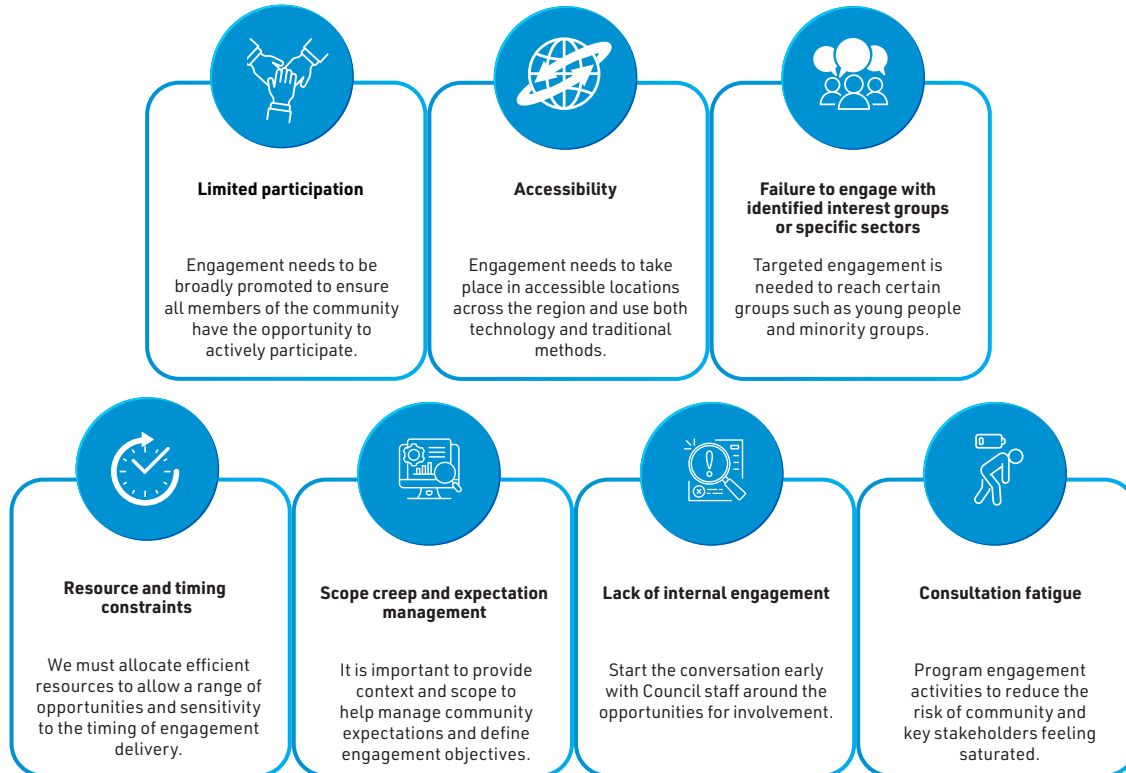 Limited participation
Engagement needs to be
broadly promoted to ensure
all members of the community
have the opportunity to
actively participate.
Accessibility
Engagement needs to take
place in accessible locations
across the region and use both
technology and traditional
methods.
Failure to engage with
identified interest groups
or specific sectors
Targeted engagement is
needed to reach certain
groups such as young people
and minority groups.
Resource and timing
constraints
We must allocate efficient
resources to allow a range of
opportunities and sensitivity
to the timing of engagement
delivery.
Scope creep and expectation
management
It is important to provide
context and scope to
help manage community
expectations and define
engagement objectives.
Lack of internal engagement
Start the conversation early
with Council staff around the
opportunities for involvement.
Consultation fatigue
Program engagement
activities to reduce the
risk of community and
key stakeholders feeling
saturated.